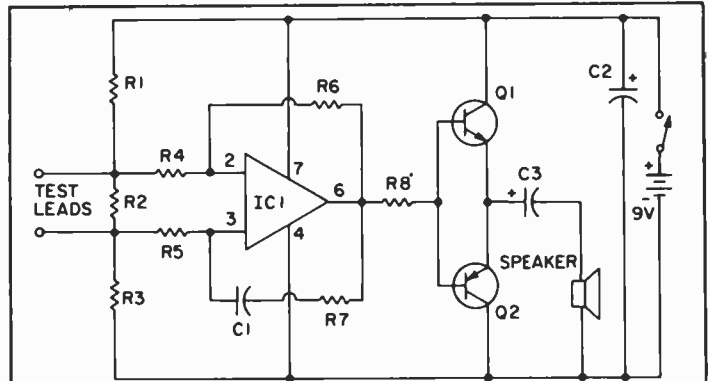 R1
R6
Q1
C2
+
R4
2
7
TEST
LEADS
R2
IC1
6
R8
C3
+
+
-
9V
3
4
R5
SPEAKER
R3
C1
R7
Q2